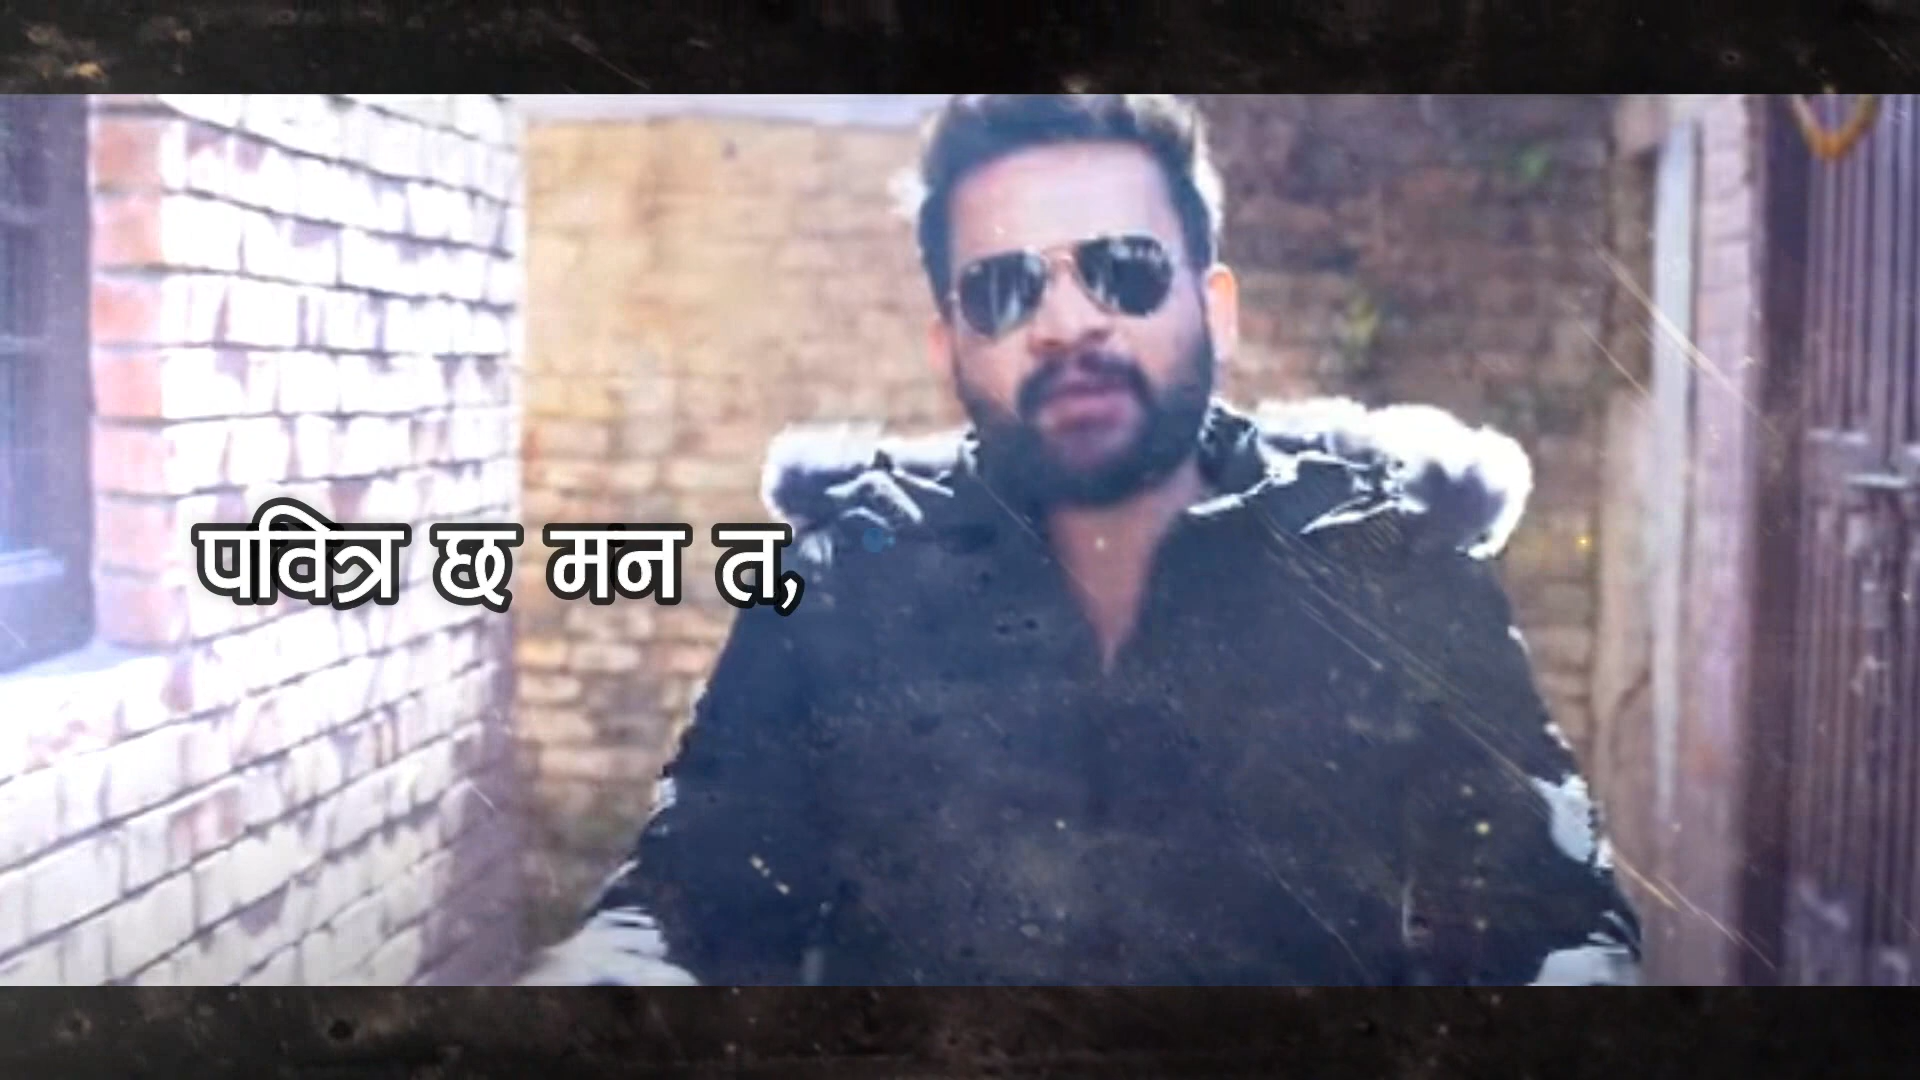 पवित्र छ मन त,